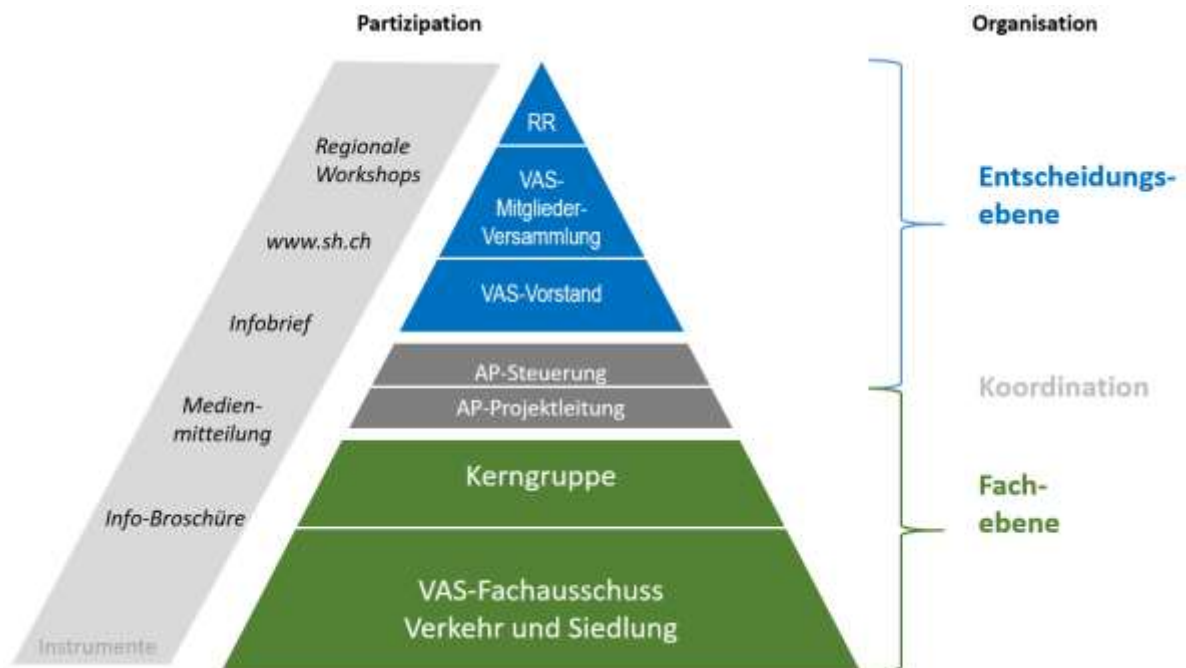 Partizipation
Organisation
Regionale
Workshops
www.sh.ch
Infobrief
Medien-
mitteilung
Info-Broschüre
Instrumente
RR
VAS-
Mitglieder-
Versammlung
VAS-Vorstand
AP-Steuerung
AP-Projektleitung
Kerngruppe
VAS-Fachausschuss
Verkehr und Siedlung
Entscheidungs-
ebene
Koordination
Fach-
ebene